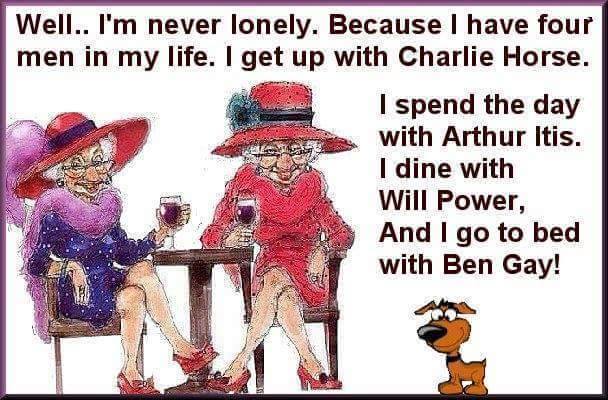 Well.. I'm never lonely. Because I have four
men in my life. I get up with Charlie Horse.
I spend the day
with Arthur Itis.
I dine with
Will Power,
And I go to bed
with Ben Gay!